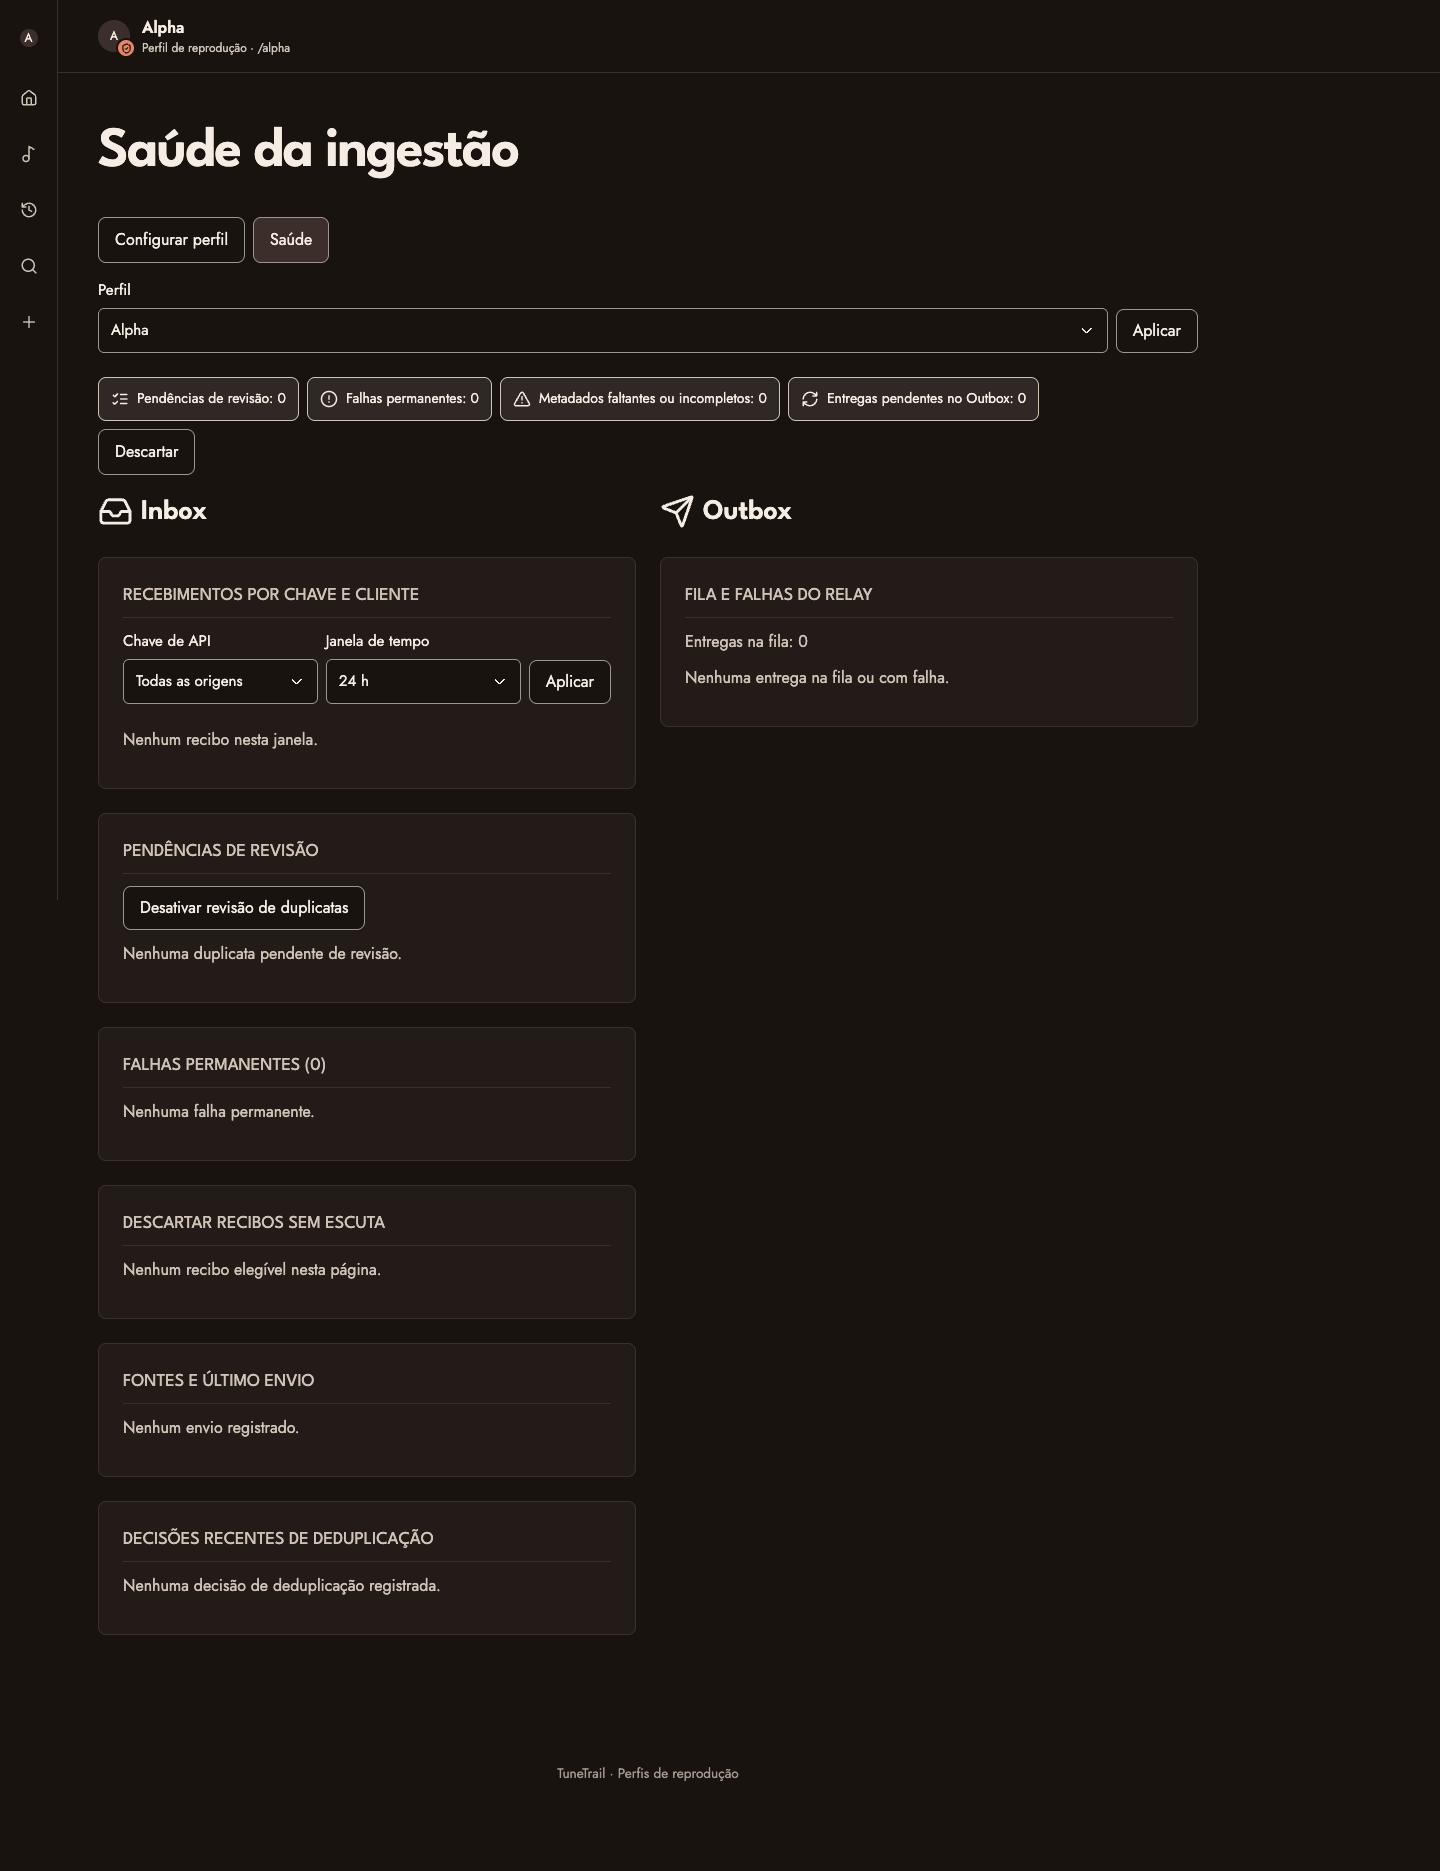 A
A
Alpha
Perfil de reprodução · /alpha
Saúde da ingestão
Configurar perfil
Saúde
Perfil
Alpha
Aplicar
Pendências de revisão: 0
Falhas permanentes: 0
Metadados faltantes ou incompletos: 0
Entregas pendentes no Outbox: 0
Descartar
Inbox
RECEBIMENTOS POR CHAVE E CLIENTE
Chave de API
Janela de tempo
Todas as origens
24 h
Aplicar
Nenhum recibo nesta janela.
PENDÊNCIAS DE REVISÃO
Desativar revisão de duplicatas
Nenhuma duplicata pendente de revisão.
FALHAS PERMANENTES (0)
Nenhuma falha permanente.
DESCARTAR RECIBOS SEM ESCUTA
Nenhum recibo elegível nesta página.
FONTES E ÚLTIMO ENVIO
Nenhum envio registrado.
DECISÕES RECENTES DE DEDUPLICAÇÃO
Nenhuma decisão de deduplicação registrada.
Outbox
FILA E FALHAS DO RELAY
Entregas na fila: 0
Nenhuma entrega na fila ou com falha.
TuneTrail · Perfis de reprodução